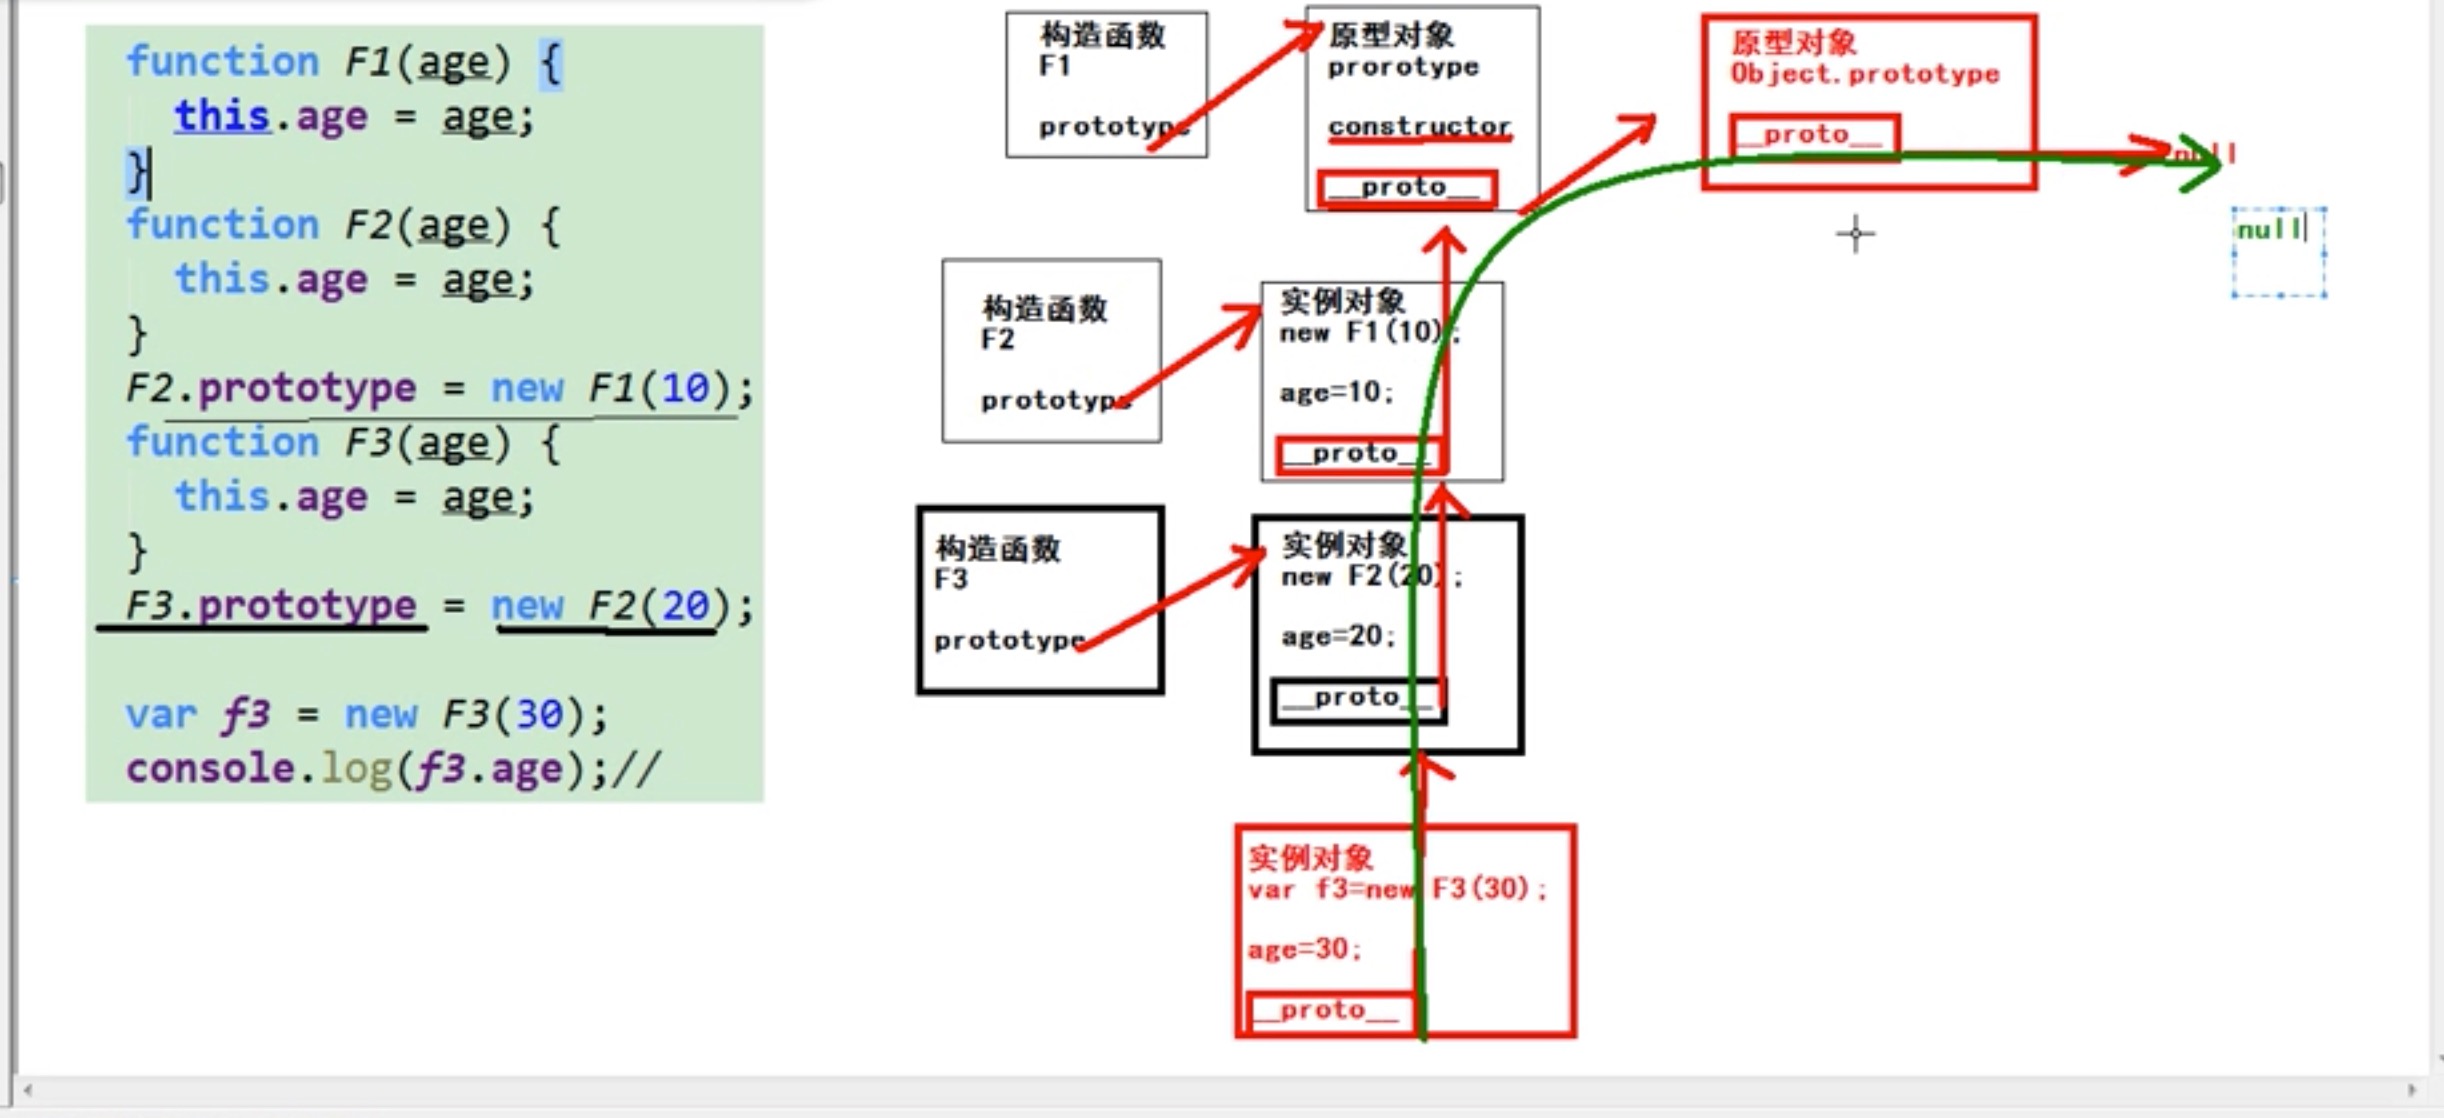 function F1(age) {
this.age = age;
}
function F2(age) {
this.age = age;
}
F2.prototype = new F1(10);
function F3(age) {
this.age = age;
}
F3.prototype = new F2(20);
var f3 = new F3(30);
console.log(f3.age);//
构造函数
F1
prototype
原型对象
prorotype
constructor
__proto__
原型对象
Object.prototype
__proto__
null
null
构造函数
F2
prototype
实例对象
new F1(10);
age=10;
__proto__
构造函数
F3
prototype
实例对象
new F2(20);
age=20;
__proto__
实例对象
var f3=new F3(30);
age=30;
__proto__